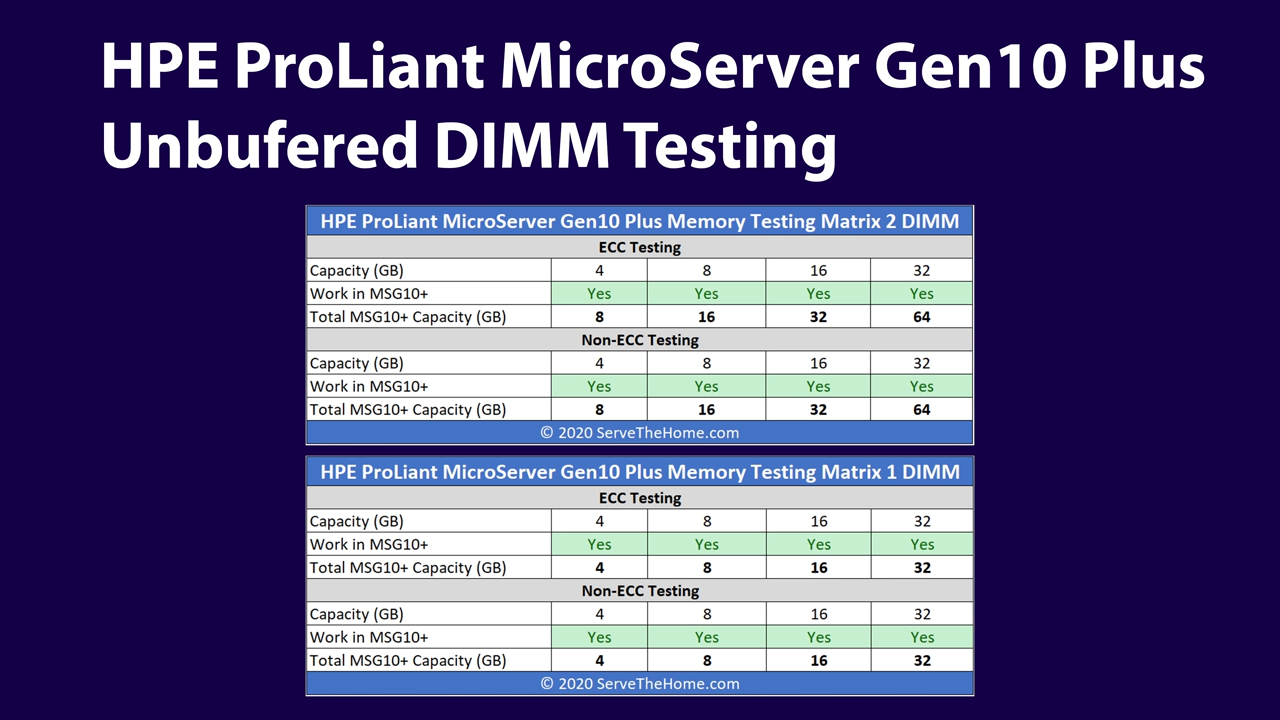 HPE ProLiant MicroServer Gen10 Plus
Unbufered DIMM Testing
HPE ProLiant MicroServer Gen10 Plus Memory Testing Matrix 2 DIMM
ECC Testing
Capacity (GB) 4 8 16 32
Work in MSG10+ Yes Yes Yes Yes
Total MSG10+ Capacity (GB) 8 16 32 64
Non-ECC Testing
Capacity (GB) 4 8 16 32
Work in MSG10+ Yes Yes Yes Yes
Total MSG10+ Capacity (GB) 8 16 32 64
© 2020 ServeTheHome.com
HPE ProLiant MicroServer Gen10 Plus Memory Testing Matrix 1 DIMM
ECC Testing
Capacity (GB) 4 8 16 32
Work in MSG10+ Yes Yes Yes Yes
Total MSG10+ Capacity (GB) 4 8 16 32
Non-ECC Testing
Capacity (GB) 4 8 16 32
Work in MSG10+ Yes Yes Yes Yes
Total MSG10+ Capacity (GB) 4 8 16 32
© 2020 ServeTheHome.com